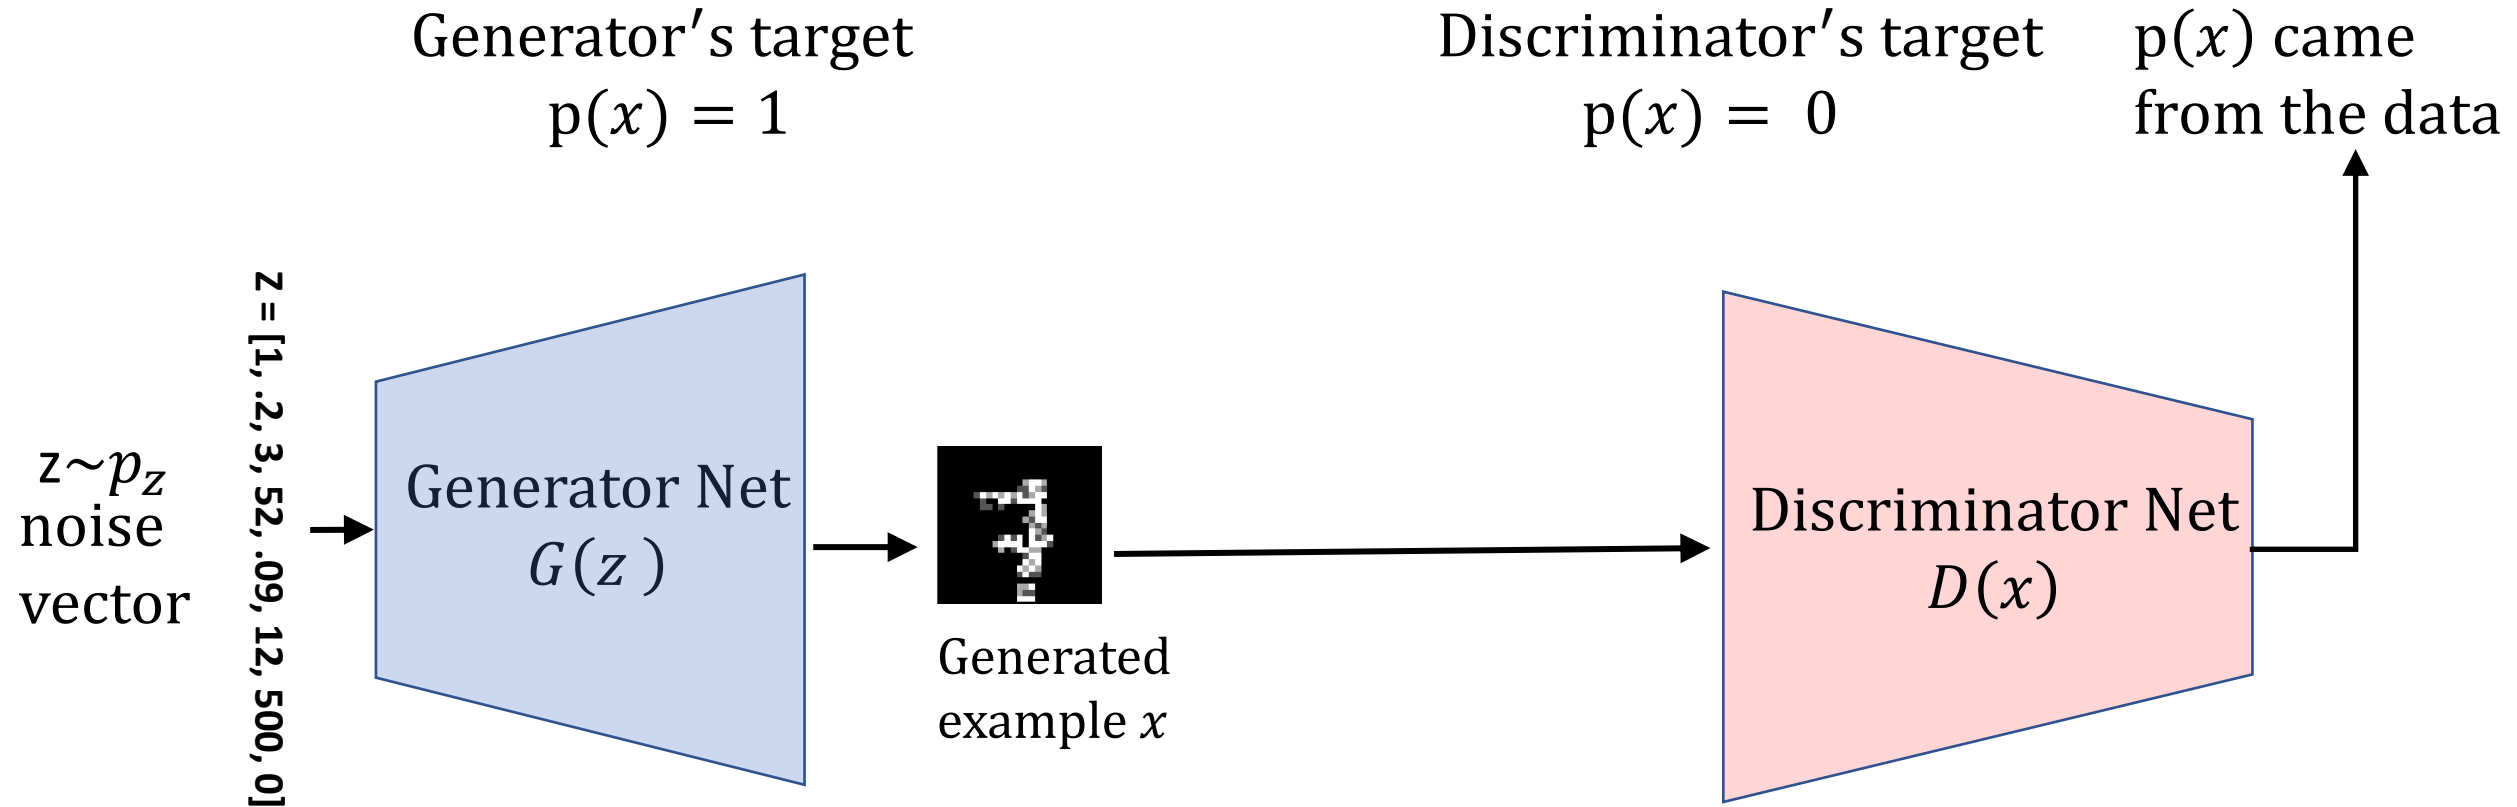 Generator's target
p(x) = 1
Discriminator's target
p(x) =  0
p(x) came
from the data
z~p_z
noise
vector
z = [1, .2, 3, 52, .09, 12, 500, 0]
Generator Net
G(z )
Generated
example x
Discriminator Net
D(x)